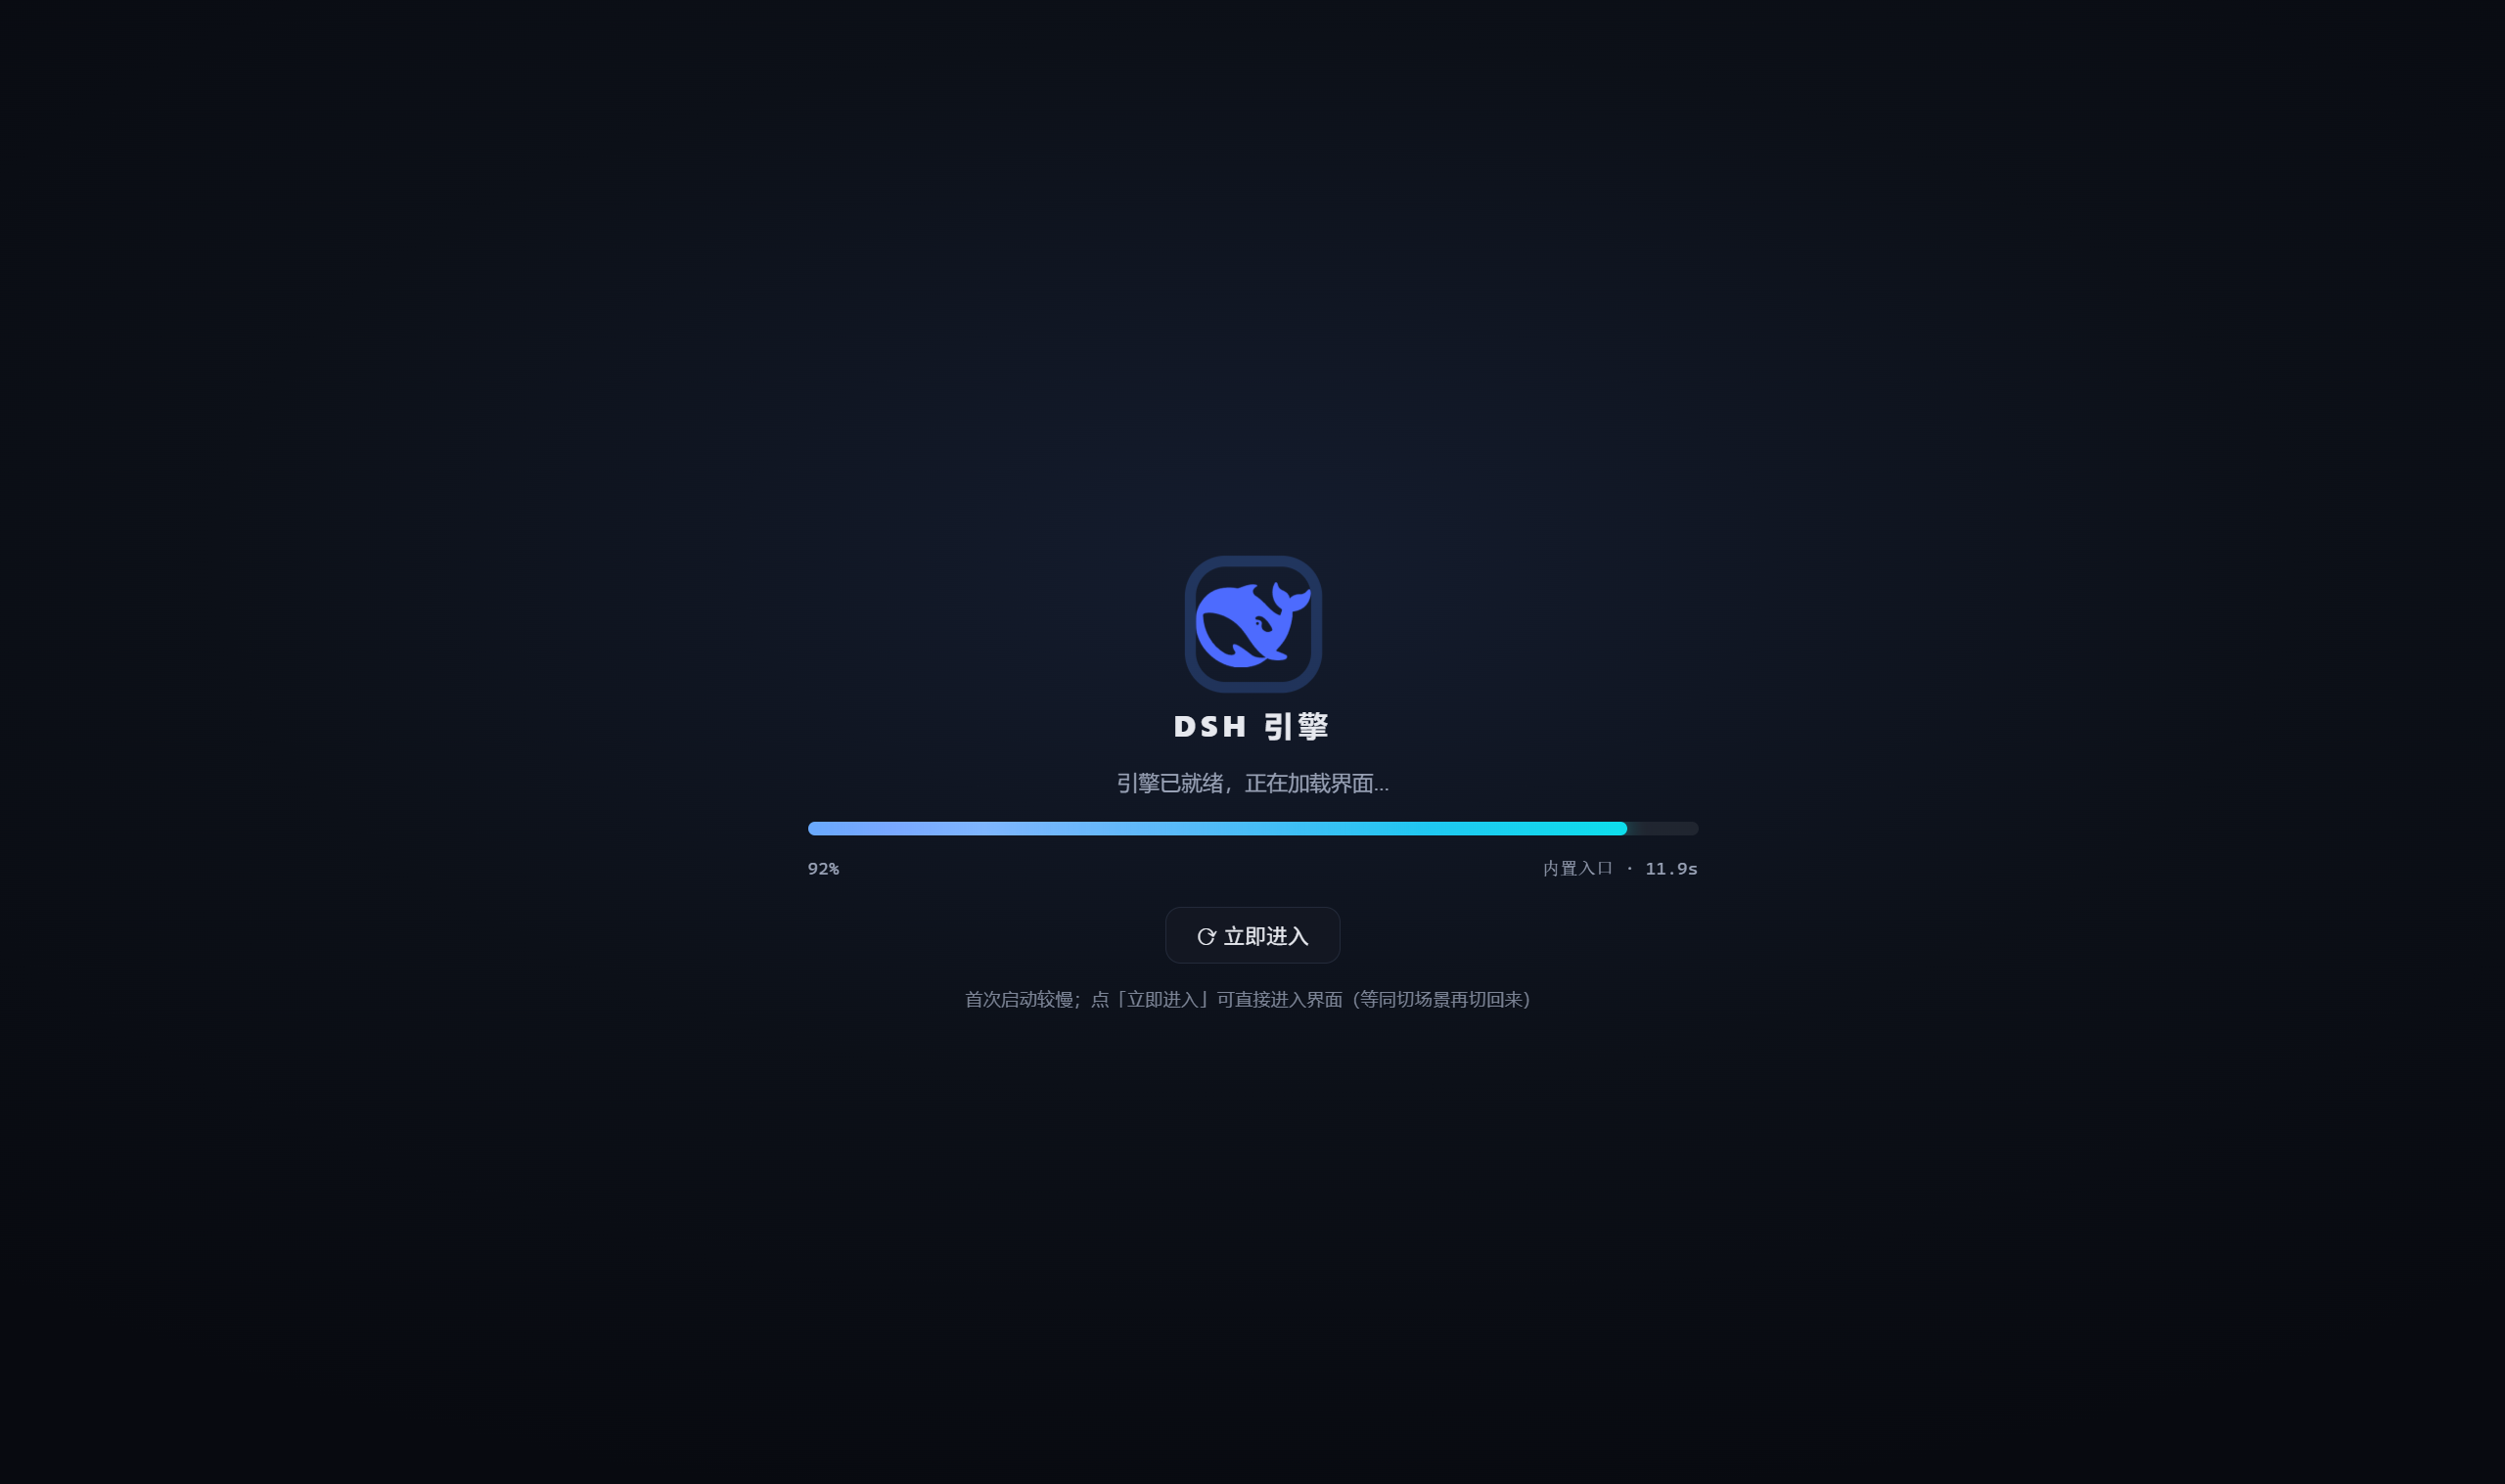 DSH 引擎
引擎已就绪，正在加载界面...
92%
内置入口 · 11.9s
立即进入
首次启动较慢；点「立即进入」可直接进入界面（等同切场景再切回来）